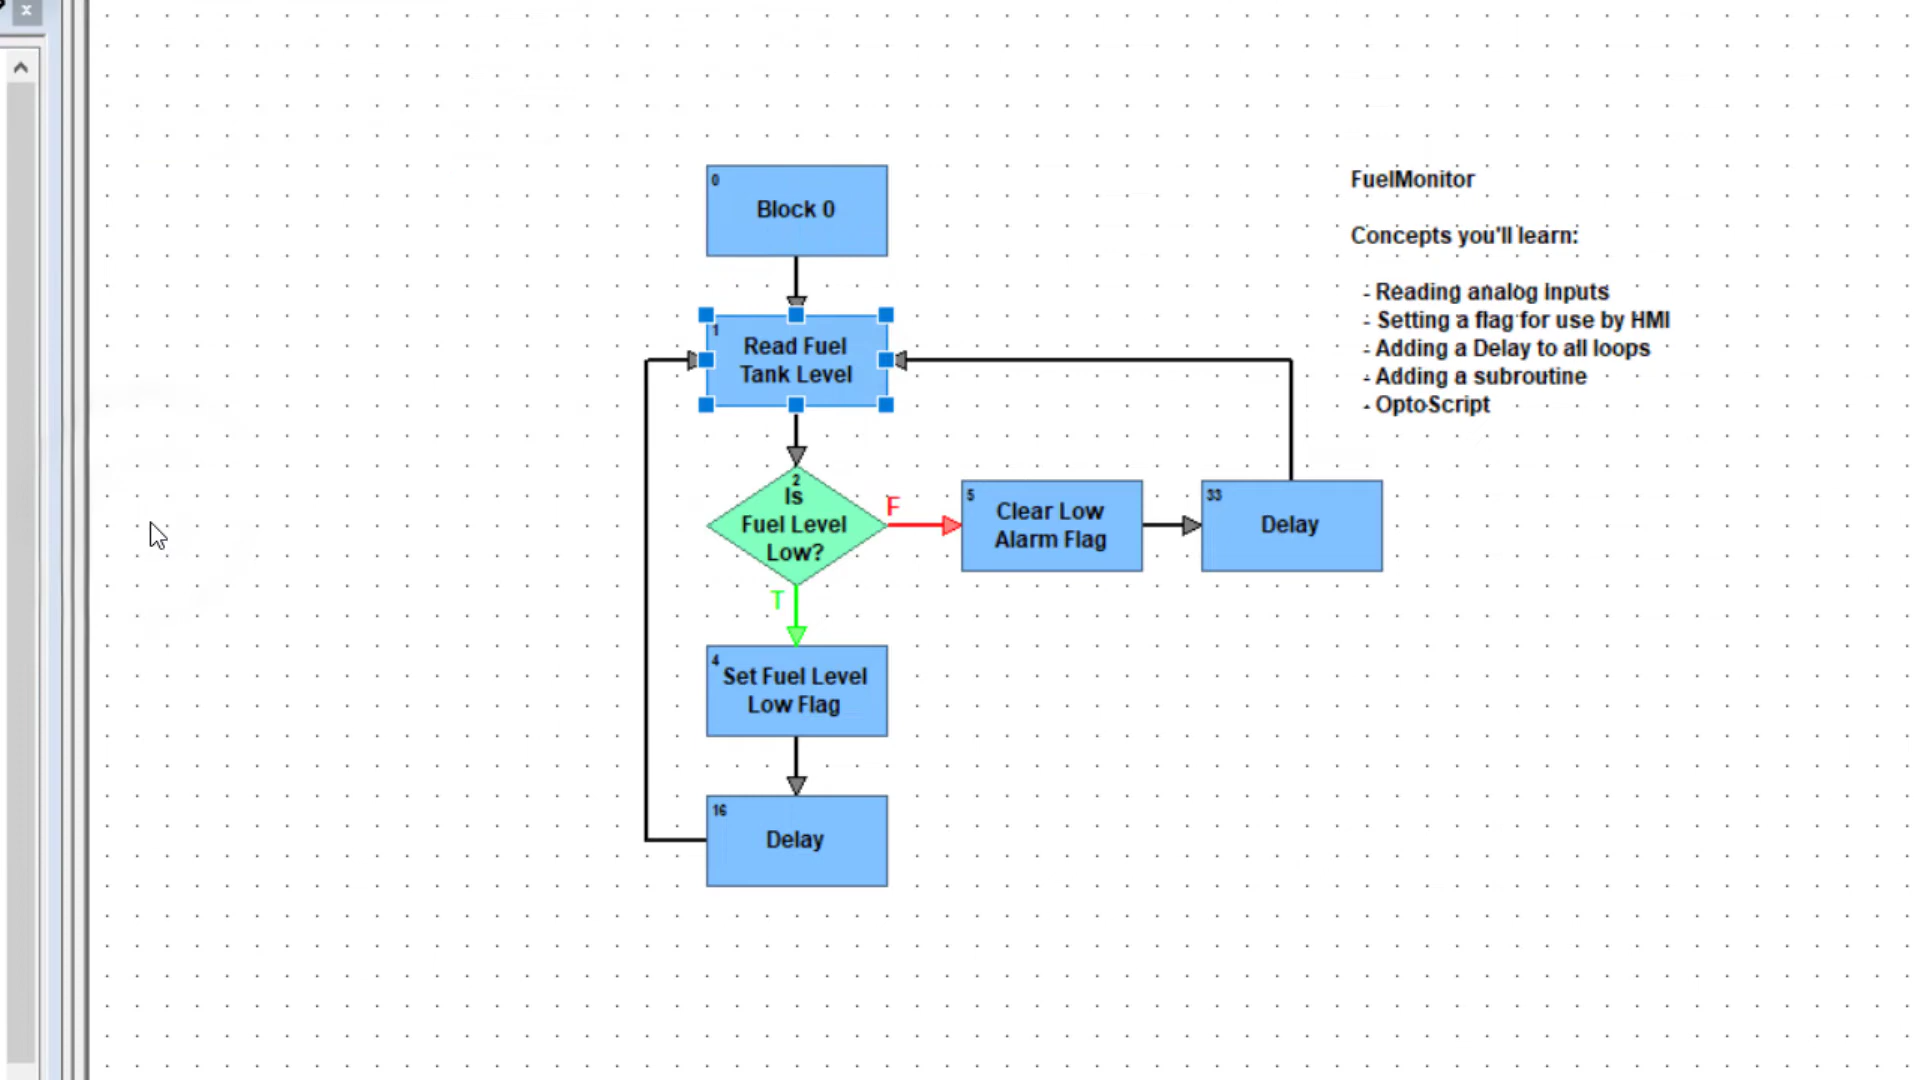 0
Block 0
FuelMonitor
Concepts you'll learn:
- Reading analog inputs
- Setting a flag for use by HMI
- Adding a Delay to all loops
- Adding a subroutine
- OptoScript
1
Read Fuel
Tank Level
2
Is
Fuel Level
Low?
F
T
5
Clear Low
Alarm Flag
33
Delay
4
Set Fuel Level
Low Flag
16
Delay